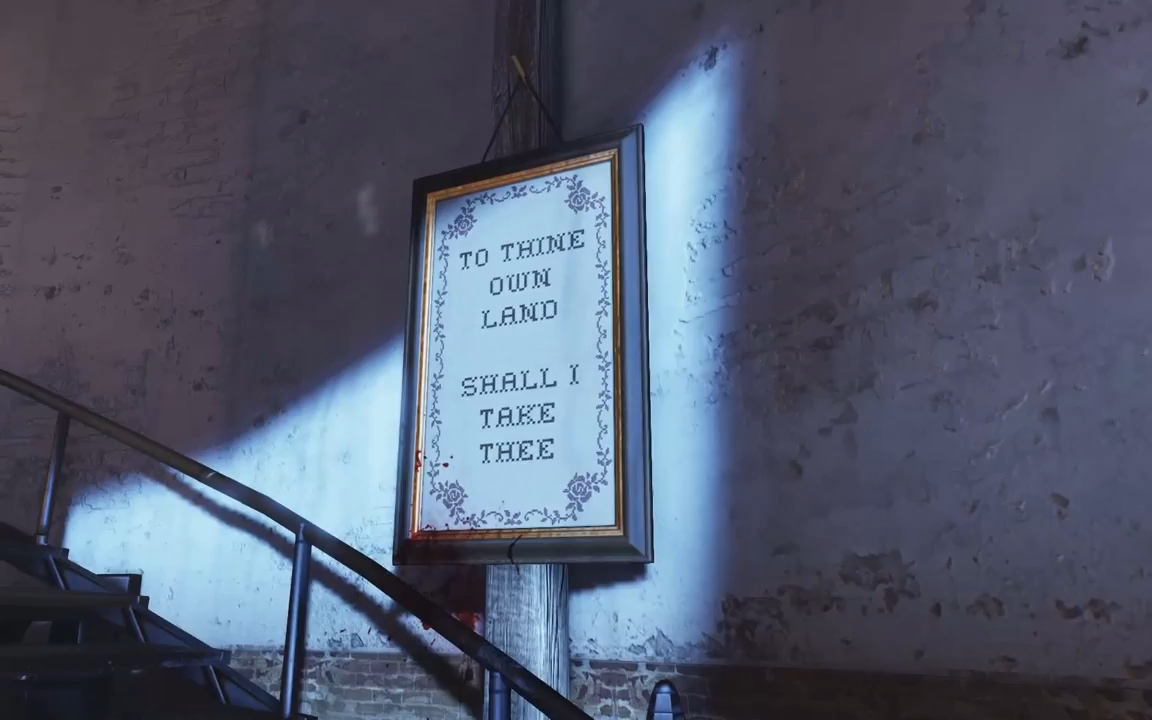 TO THINE
OWN
LAND
SHALL I
TAKE
THEE